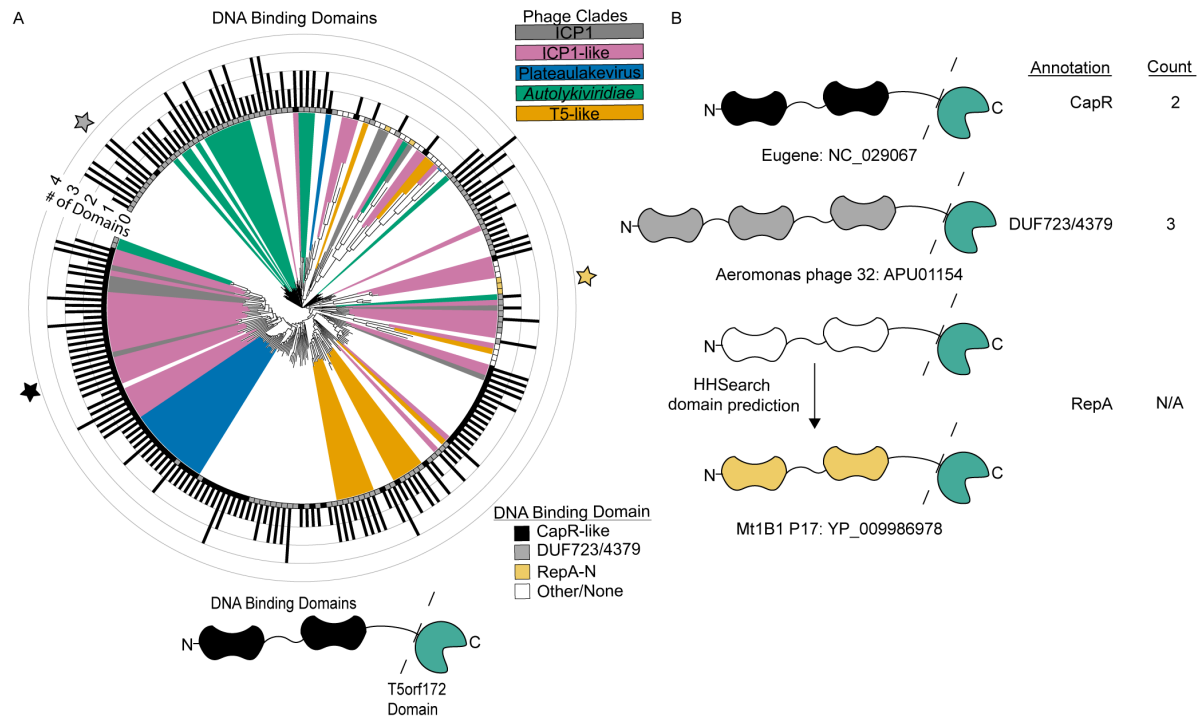 A
DNA Binding Domains
Phage Clades
ICP1
ICP1-like
Plateaulakevirus
Autolykiviridiae
T5-like
4
3
2
1
0
# of Domains
DNA Binding Domain
CapR-like
DUF723/4379
RepA-N
Other/None
DNA Binding Domains
N
C
T5orf172
Domain
B
Annotation
Count
N
C
CapR
2
Eugene: NC_029067
N
C
DUF723/4379
3
Aeromonas phage 32: APU01154
N
C
HHSearch
domain prediction
RepA
N/A
N
C
Mt1B1 P17: YP_009986978